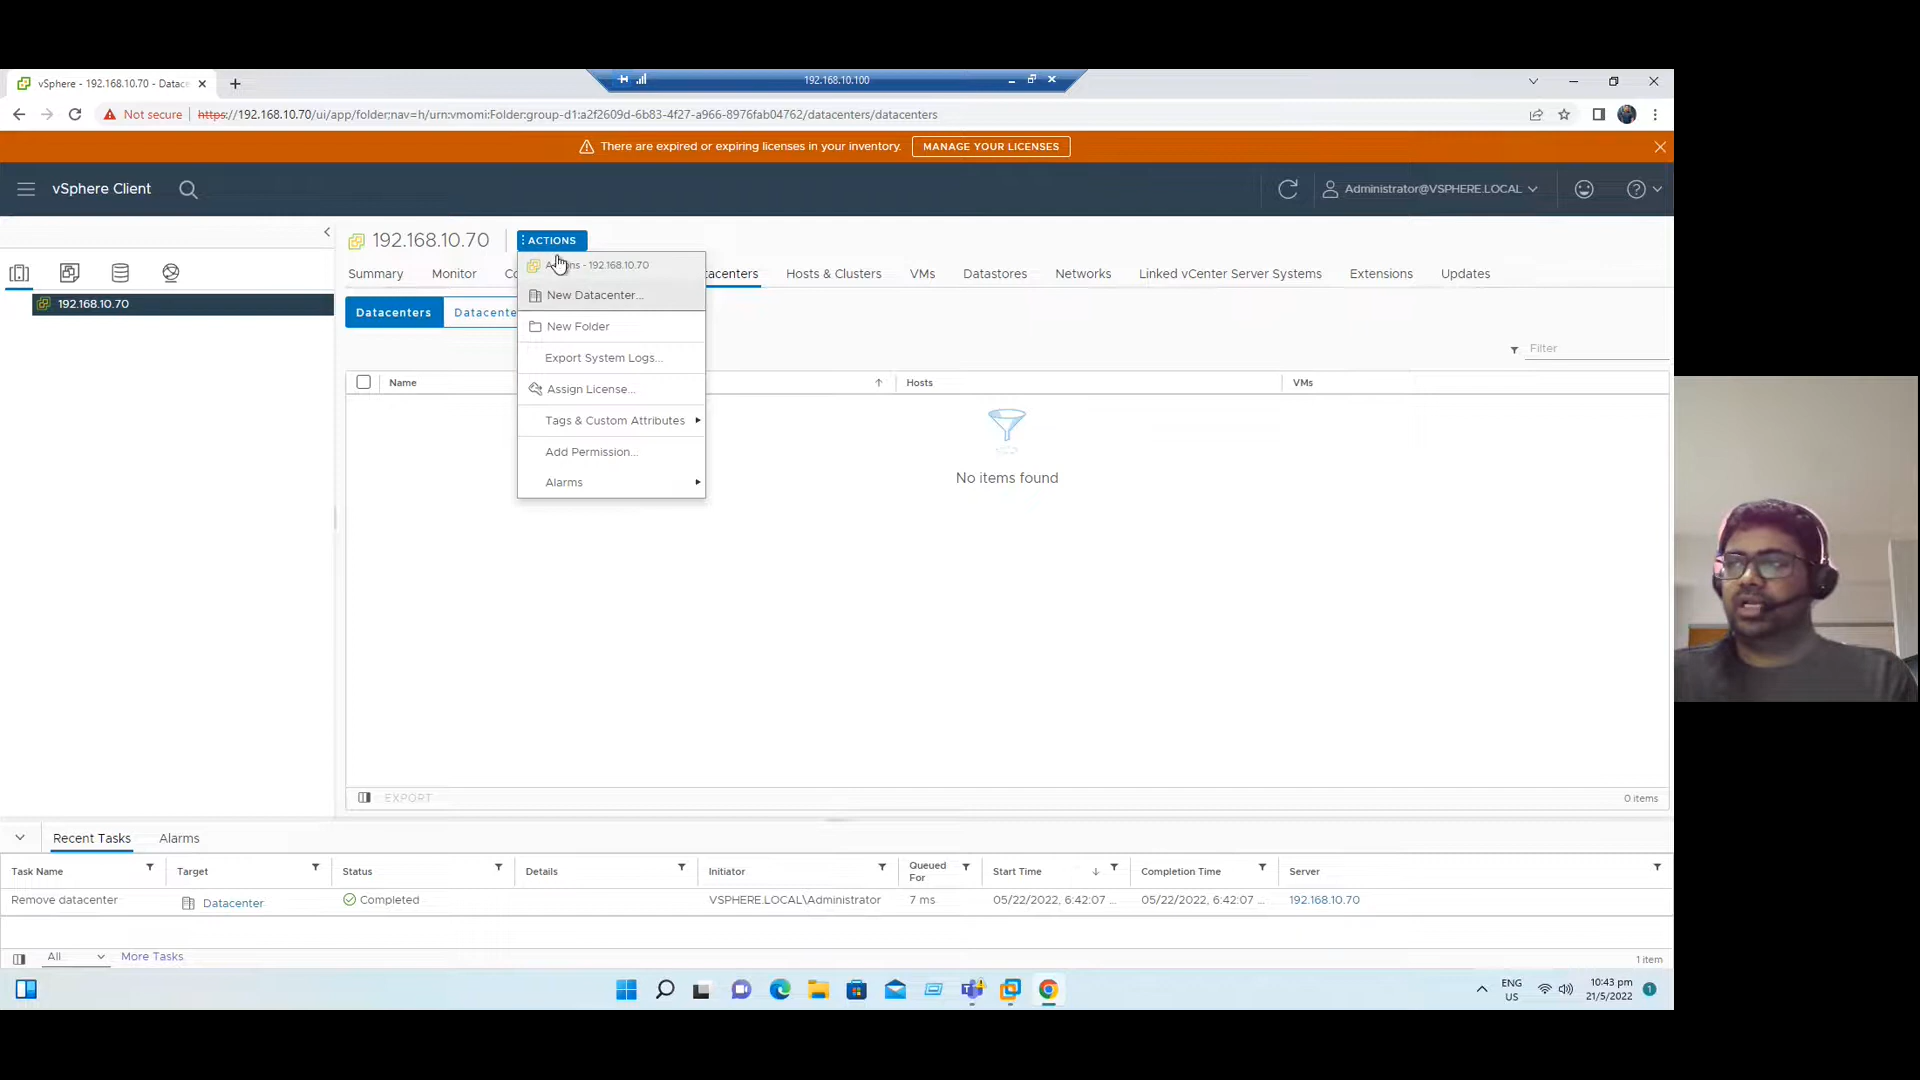 vSphere - 192.168.10.70 - Datace
192.168.10.100
Not secure
https://192.168.10.70/ui/app/folder;nav=h/urn:vmomi:Folder:group-d1:a2f2609d-6b83-4f27-a966-8976fab04762/datacenters/datacenters
There are expired or expiring licenses in your inventory. MANAGE YOUR LICENSES
vSphere Client
Administrator@VSPHERE.LOCAL
192.168.10.70
ACTIONS
192.168.10.70
Summary Monitor Co acenters Hosts & Clusters VMs Datastores Networks Linked vCenter Server Systems Extensions Updates
- 192.168.10.70
New Datacenter...
New Folder
Export System Logs...
Assign License...
Tags & Custom Attributes
Add Permission...
Alarms
Datacenters Datacente
Filter
Name Hosts VMs
No items found
EXPORT 0 items
Recent Tasks Alarms
Task Name Target Status Details Initiator Queued For Start Time Completion Time Server
Remove datacenter Datacenter Completed VSPHERE.LOCAL\Administrator 7 ms 05/22/2022, 6:42:07 ... 05/22/2022, 6:42:07 ... 192.168.10.70
All More Tasks 1 item
ENG
US
10:43 pm
21/5/2022
1